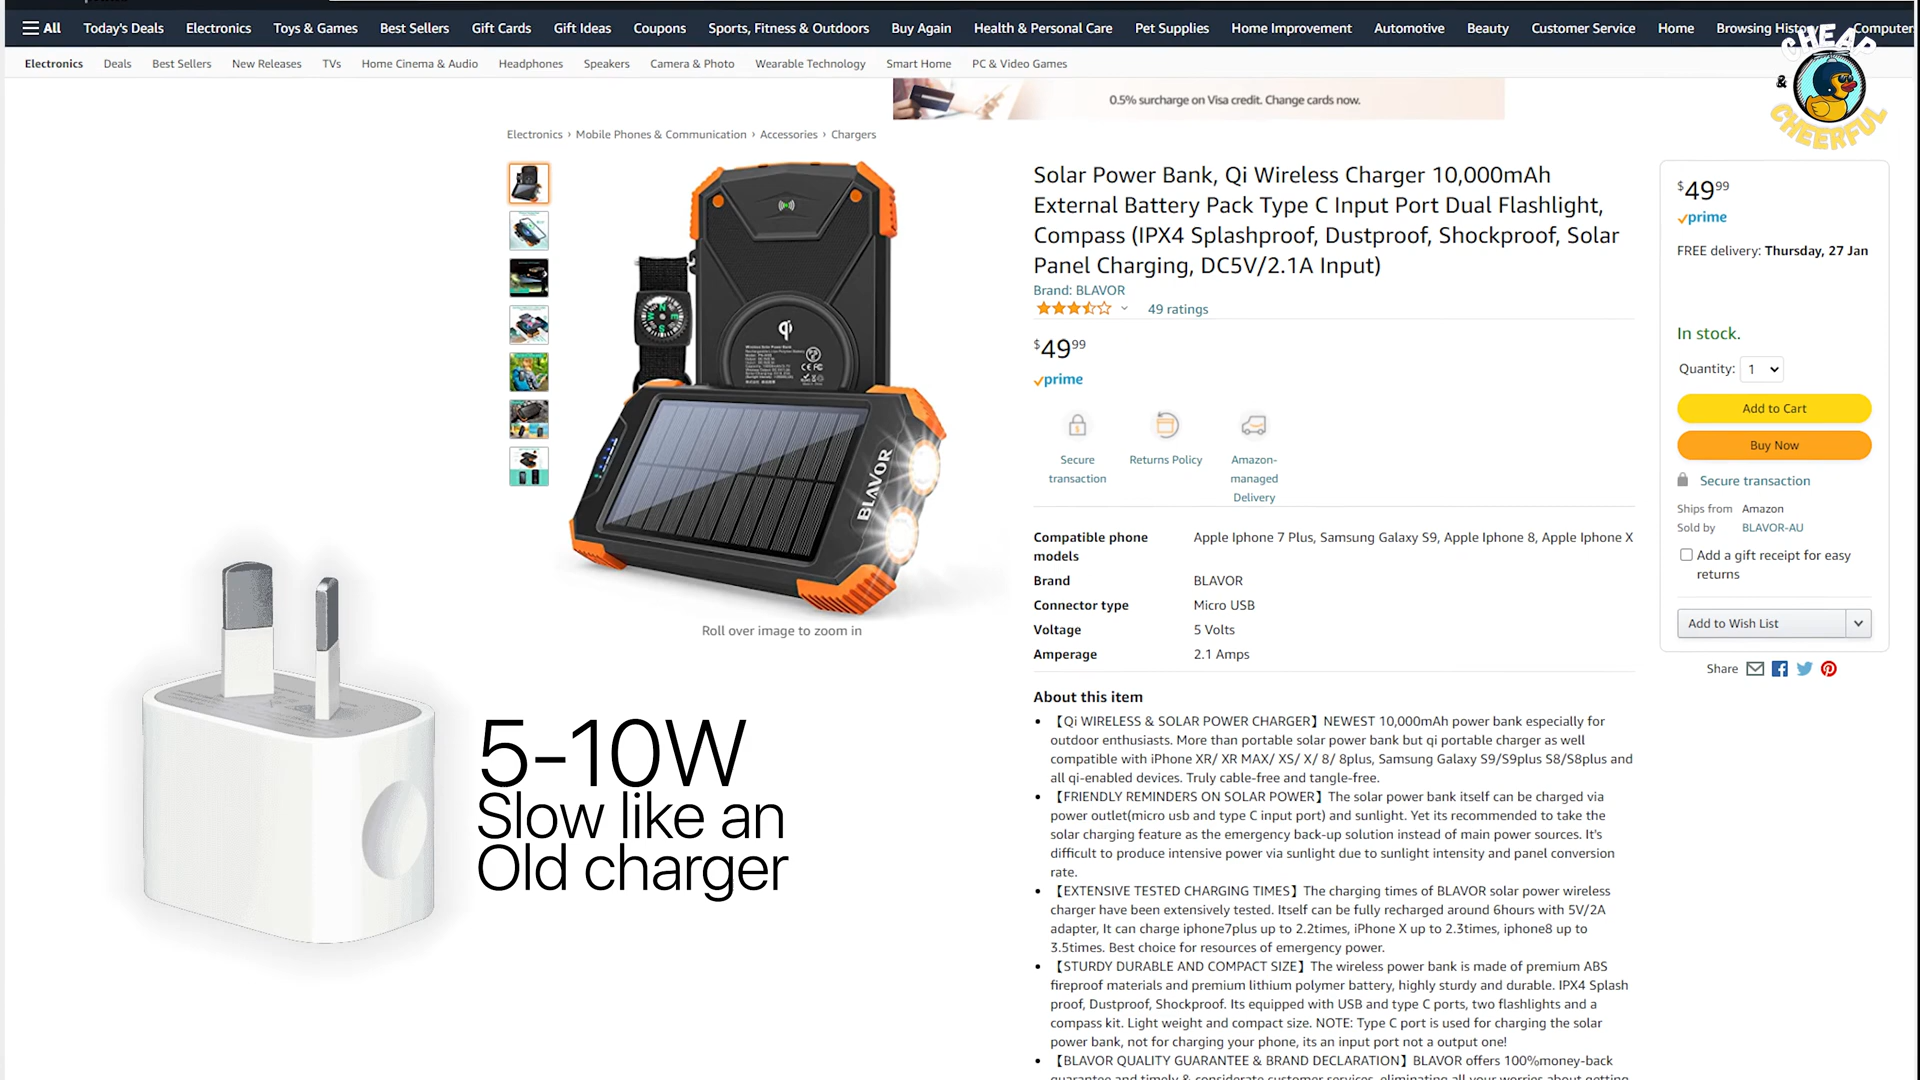 All Today's Deals Electronics Toys & Games Best Sellers Gift Cards Gift Ideas Coupons Sports, Fitness & Outdoors Buy Again Health & Personal Care Pet Supplies Home Improvement Automotive Beauty Customer Service Home Browsing History Computers
CHEAP
&
CHEERFUL
Electronics Deals Best Sellers New Releases TVs Home Cinema & Audio Headphones Speakers Camera & Photo Wearable Technology Smart Home PC & Video Games
0.5% surcharge on Visa credit. Change cards now.
Electronics › Mobile Phones & Communication › Accessories › Chargers
BLAVOR
Roll over image to zoom in
5-10W
Slow like an
Old charger
Solar Power Bank, Qi Wireless Charger 10,000mAh
External Battery Pack Type C Input Port Dual Flashlight,
Compass (IPX4 Splashproof, Dustproof, Shockproof, Solar
Panel Charging, DC5V/2.1A Input)
Brand: BLAVOR
49 ratings
$4999
prime
Secure transaction
Returns Policy
Amazon-managed Delivery
Compatible phone models Apple Iphone 7 Plus, Samsung Galaxy S9, Apple Iphone 8, Apple Iphone X
Brand BLAVOR
Connector type Micro USB
Voltage 5 Volts
Amperage 2.1 Amps
About this item
【Qi WIRELESS & SOLAR POWER CHARGER】NEWEST 10,000mAh power bank especially for
outdoor enthusiasts. More than portable solar power bank but qi portable charger as well
compatible with iPhone XR/ XR MAX/ XS/ X/ 8/ 8plus, Samsung Galaxy S9/S9plus S8/S8plus and
all qi-enabled devices. Truly cable-free and tangle-free.
【FRIENDLY REMINDERS ON SOLAR POWER】The solar power bank itself can be charged via
power outlet(micro usb and type C input port) and sunlight. Yet its recommended to take the
solar charging feature as the emergency back-up solution instead of main power sources. It's
difficult to produce intensive power via sunlight due to sunlight intensity and panel conversion
rate.
【EXTENSIVE TESTED CHARGING TIMES】The charging times of BLAVOR solar power wireless
charger have been extensively tested. Itself can be fully recharged around 6hours with 5V/2A
adapter, It can charge iphone7plus up to 2.2times, iPhone X up to 2.3times, iphone8 up to
3.5times. Best choice for resources of emergency power.
【STURDY DURABLE AND COMPACT SIZE】The wireless power bank is made of premium ABS
fireproof materials and premium lithium polymer battery, highly sturdy and durable. IPX4 Splash
proof, Dustproof, Shockproof. Its equipped with USB and type C ports, two flashlights and a
compass kit. Light weight and compact size. NOTE: Type C port is used for charging the solar
power bank, not for charging your phone, its an input port not a output one!
【BLAVOR QUALITY GUARANTEE & BRAND DECLARATION】BLAVOR offers 100%money-back
guarantee and timely & considerate customer services, eliminating all your worries about getting
$4999
prime
FREE delivery: Thursday, 27 Jan
In stock.
Quantity: 1
Add to Cart
Buy Now
Secure transaction
Ships from Amazon
Sold by BLAVOR-AU
Add a gift receipt for easy
returns
Add to Wish List
Share